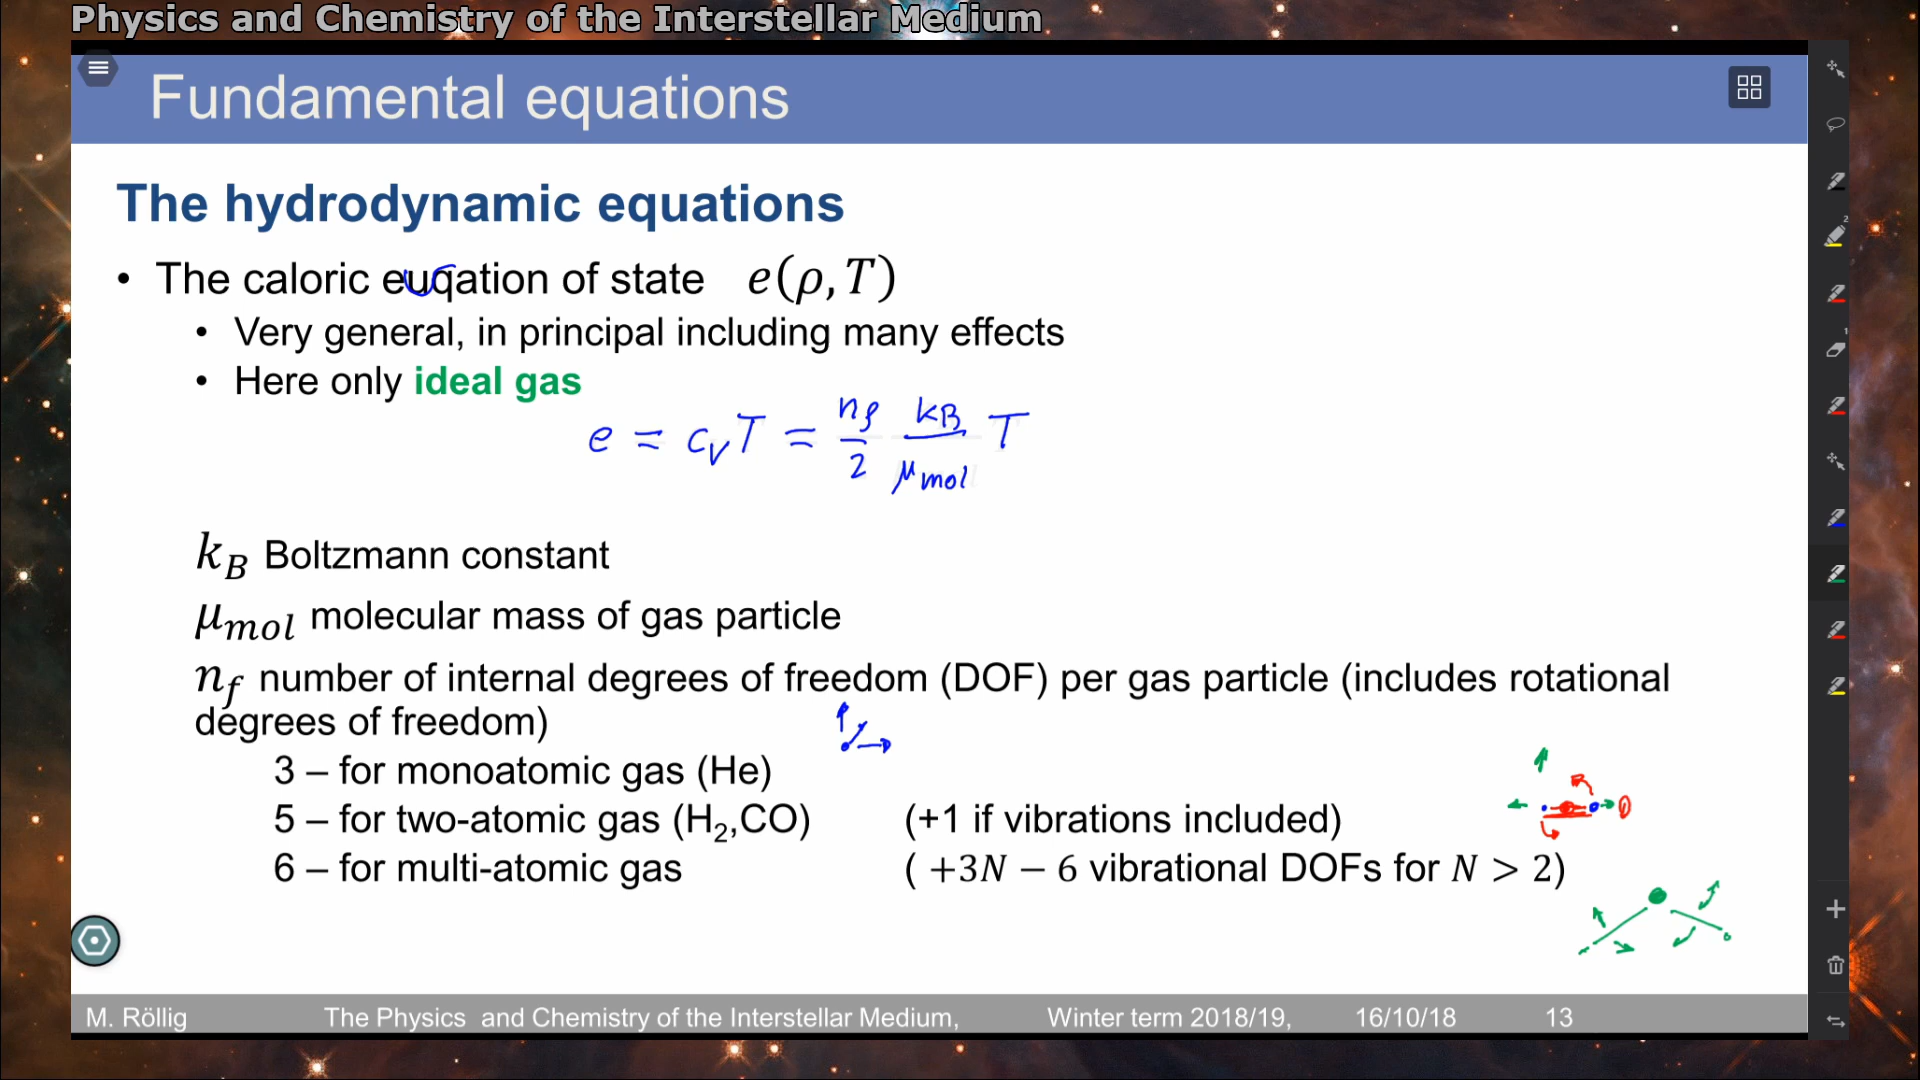 Physics and Chemistry of the Interstellar Medium
Fundamental equations
The hydrodynamic equations
• The caloric euqation of state e(ρ, T)
• Very general, in principal including many effects
• Here only ideal gas
e = c_V T = n_f/2 k_B/μ_mol T
k_B Boltzmann constant
μ_mol molecular mass of gas particle
n_f number of internal degrees of freedom (DOF) per gas particle (includes rotational
degrees of freedom)
3 – for monoatomic gas (He)
5 – for two-atomic gas (H₂,CO) (+1 if vibrations included)
6 – for multi-atomic gas ( +3N − 6 vibrational DOFs for N > 2)
M. Röllig The Physics and Chemistry of the Interstellar Medium, Winter term 2018/19, 16/10/18 13